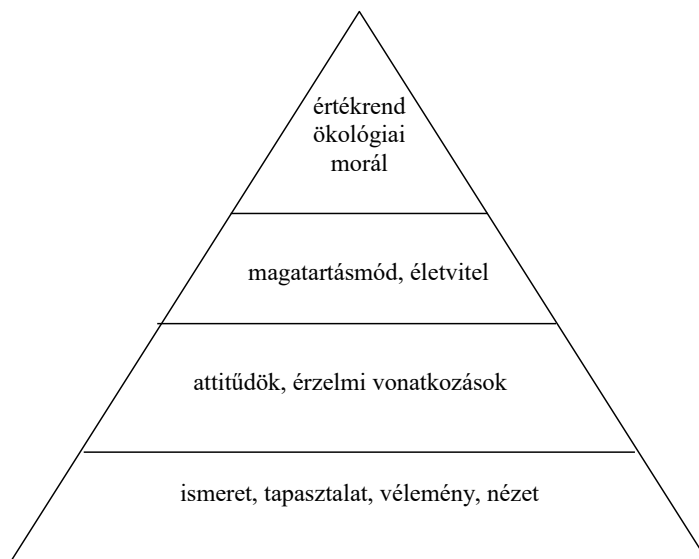 értékrend
ökológiai
morál
magatartásmód, életvitel
attitűdök, érzelmi vonatkozások
ismeret, tapasztalat, vélemény, nézet